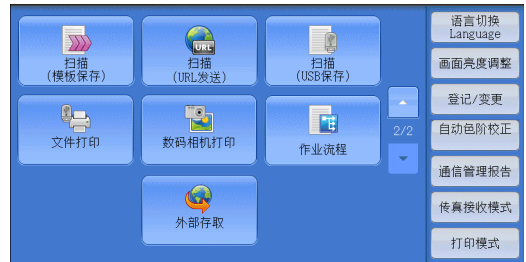 扫描
(模板保存)
URL
扫描
(URL发送)
扫描
(USB保存)
文件打印
数码相机打印
作业流程
2/2
外部存取
语言切换
Language
画面亮度调整
登记/变更
自动色阶校正
通信管理报告
传真接收模式
打印模式